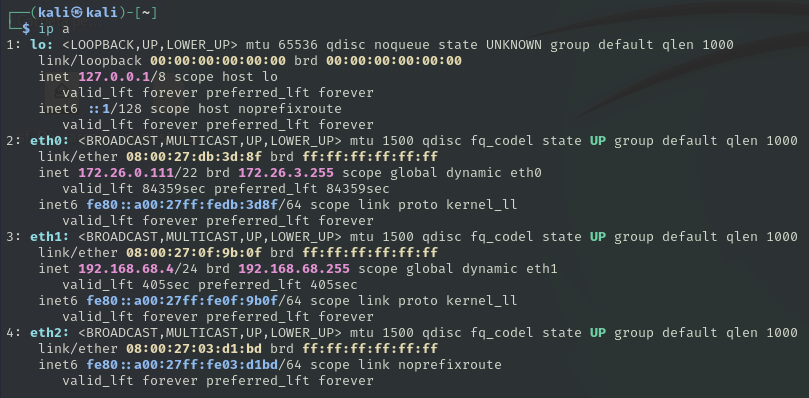 ┌──(kali㉿kali)-[~]
└─$ ip a
1: lo: <LOOPBACK,UP,LOWER_UP> mtu 65536 qdisc noqueue state UNKNOWN group default qlen 1000
    link/loopback 00:00:00:00:00:00 brd 00:00:00:00:00:00
    inet 127.0.0.1/8 scope host lo
       valid_lft forever preferred_lft forever
    inet6 ::1/128 scope host noprefixroute
       valid_lft forever preferred_lft forever
2: eth0: <BROADCAST,MULTICAST,UP,LOWER_UP> mtu 1500 qdisc fq_codel state UP group default qlen 1000
    link/ether 08:00:27:db:3d:8f brd ff:ff:ff:ff:ff:ff
    inet 172.26.0.111/22 brd 172.26.3.255 scope global dynamic eth0
       valid_lft 84359sec preferred_lft 84359sec
    inet6 fe80::a00:27ff:fedb:3d8f/64 scope link proto kernel_ll
       valid_lft forever preferred_lft forever
3: eth1: <BROADCAST,MULTICAST,UP,LOWER_UP> mtu 1500 qdisc fq_codel state UP group default qlen 1000
    link/ether 08:00:27:0f:9b:0f brd ff:ff:ff:ff:ff:ff
    inet 192.168.68.4/24 brd 192.168.68.255 scope global dynamic eth1
       valid_lft 405sec preferred_lft 405sec
    inet6 fe80::a00:27ff:fe0f:9b0f/64 scope link proto kernel_ll
       valid_lft forever preferred_lft forever
4: eth2: <BROADCAST,MULTICAST,UP,LOWER_UP> mtu 1500 qdisc fq_codel state UP group default qlen 1000
    link/ether 08:00:27:03:d1:bd brd ff:ff:ff:ff:ff:ff
    inet6 fe80::a00:27ff:fe03:d1bd/64 scope link noprefixroute
       valid_lft forever preferred_lft forever